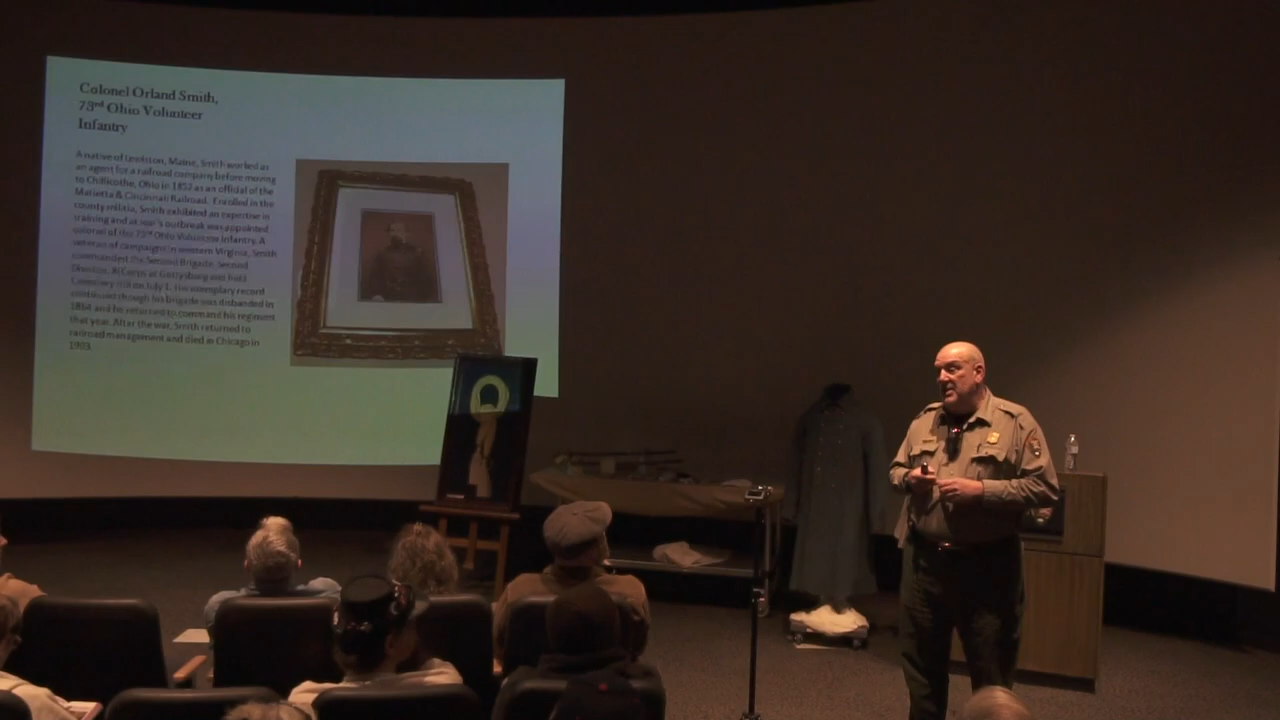 Colonel Orland Smith,
73rd Ohio Volunteer
Infantry
A native of Lewiston, Maine, Smith worked as
an agent for a railroad company before moving
to Chillicothe, Ohio in 1852 as an official of the
Marietta & Cincinnati Railroad. Enrolled in the
county militia, Smith exhibited an expertise in
training and at war's outbreak was appointed
colonel of the 73rd Ohio Volunteer Infantry. A
veteran of campaigns in western Virginia, Smith
commanded the Second Brigade, Second
Division, at Gettysburg and held
Cemetery Hill on July 1. His exemplary record
continued though his brigade was disbanded in
1864 and he returned to command his regiment
that year. After the war, Smith returned to
railroad management and died in Chicago in
1903.